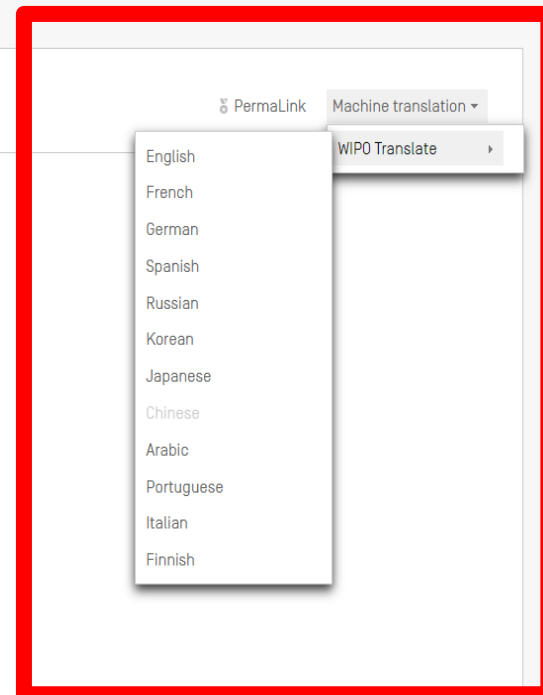 PermaLink Machine translation
WIPO Translate
English
French
German
Spanish
Russian
Korean
Japanese
Chinese
Arabic
Portuguese
Italian
Finnish